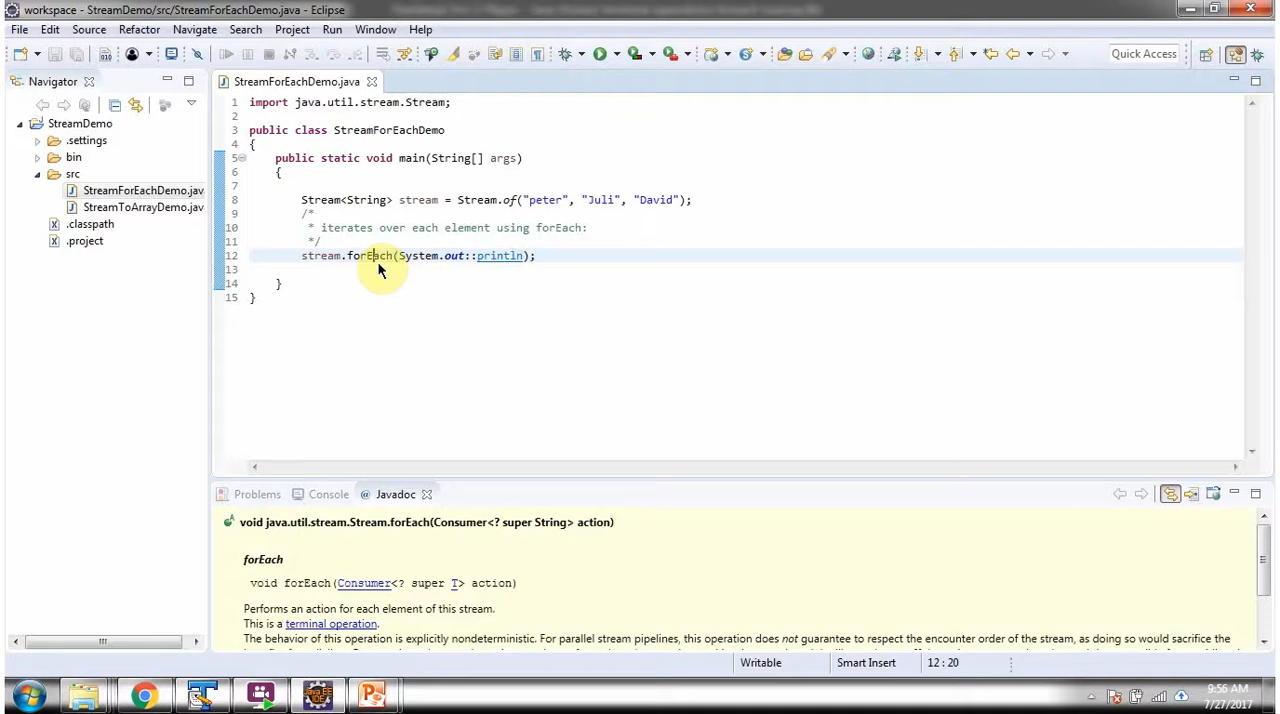 workspace - StreamDemo/src/StreamForEachDemo.java - Eclipse
File Edit Source Refactor Navigate Search Project Run Window Help
Quick Access
Navigator
StreamForEachDemo.java
StreamDemo
.settings
bin
src
StreamForEachDemo.java
StreamToArrayDemo.java
.classpath
.project
1 import java.util.stream.Stream;
2
3 public class StreamForEachDemo
4 {
5 public static void main(String[] args)
6 {
7
8 Stream<String> stream = Stream.of("peter", "Juli", "David");
9 /*
10 * iterates over each element using forEach:
11 */
12 stream.forEach(System.out::println);
13
14 }
15 }
Problems Console @ Javadoc
void java.util.stream.Stream.forEach(Consumer<? super String> action)
forEach
void forEach(Consumer<? super T> action)
Performs an action for each element of this stream.
This is a terminal operation.
The behavior of this operation is explicitly nondeterministic. For parallel stream pipelines, this operation does not guarantee to respect the encounter order of the stream, as doing so would sacrifice the
Writable Smart Insert 12 : 20
Java EE
IDE
9:56 AM
7/27/2017